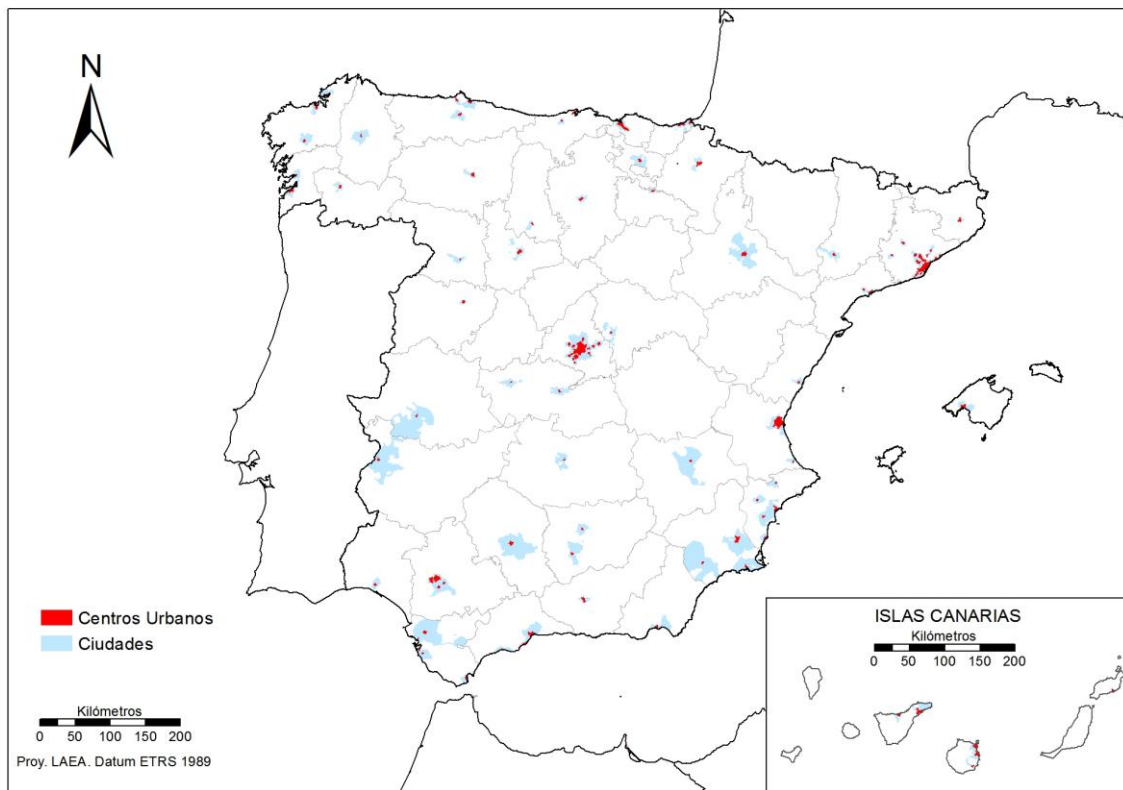 N
Centros Urbanos
Ciudades
Kilómetros
0 50 100 150 200
Proy. LAEA. Datum ETRS 1989
ISLAS CANARIAS
Kilómetros
0 50 100 150 200